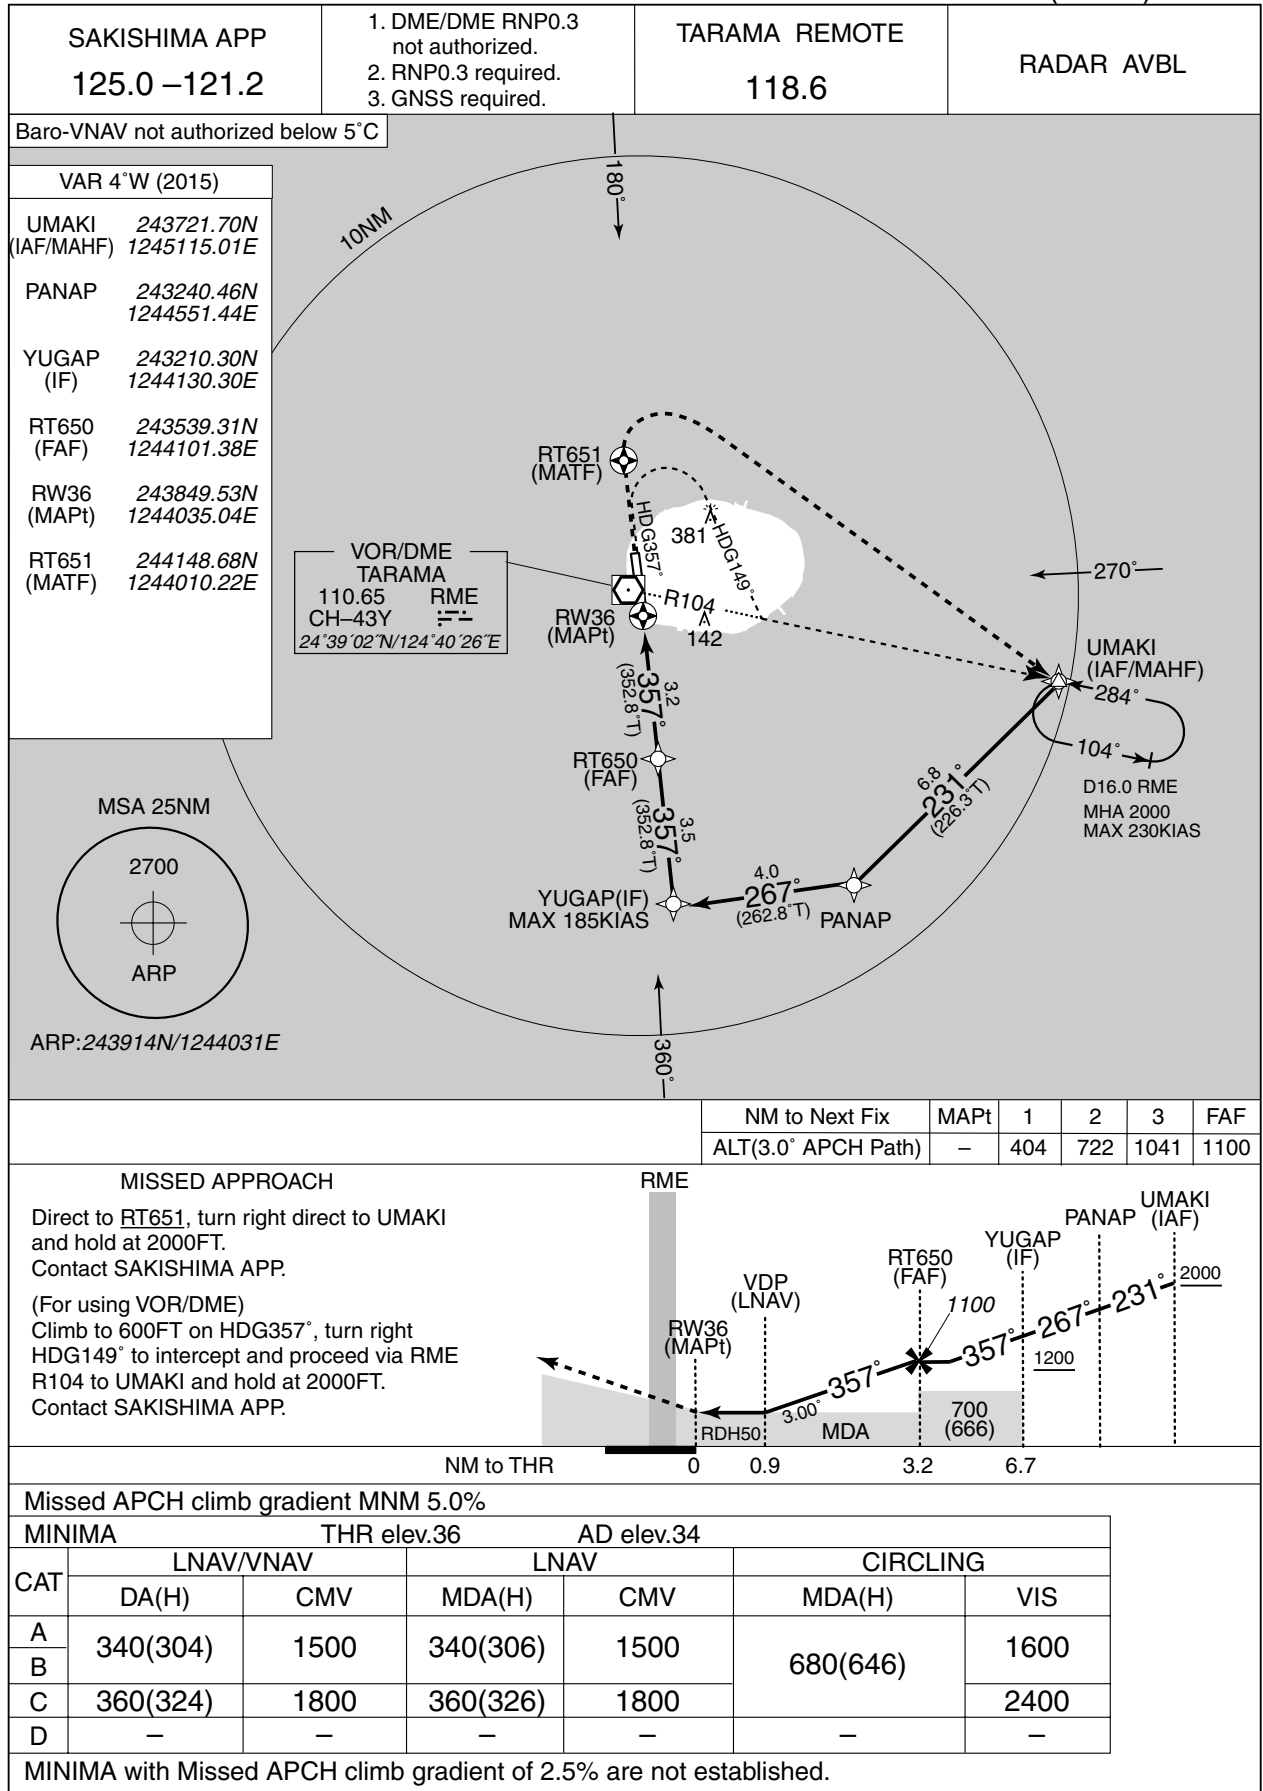 SAKISHIMA APP
125.0 –121.2
1. DME/DME RNP0.3
not authorized.
2. RNP0.3 required.
3. GNSS required.
TARAMA REMOTE
118.6
RADAR AVBL
Baro-VNAV not authorized below 5˚C
VAR 4˚W (2015)
UMAKI 243721.70N
(IAF/MAHF) 1245115.01E
PANAP 243240.46N
1244551.44E
YUGAP 243210.30N
(IF) 1244130.30E
RT650 243539.31N
(FAF) 1244101.38E
RW36 243849.53N
(MAPt) 1244035.04E
RT651 244148.68N
(MATF) 1244010.22E
180˚
10NM
RT651
(MATF)
HDG357˚
381
HDG149˚
VOR/DME
TARAMA
110.65 RME
CH–43Y
24˚39´02˝N/124˚40´26˝E
R104
RW36
(MAPt)
142
270˚
UMAKI
(IAF/MAHF)
284˚
104˚
D16.0 RME
MHA 2000
MAX 230KIAS
3.2
357˚
(352.8˚T)
RT650
(FAF)
3.5
357˚
(352.8˚T)
6.8
231˚
(226.3˚T)
4.0
267˚
(262.8˚T)
YUGAP(IF)
MAX 185KIAS
PANAP
MSA 25NM
2700
ARP
ARP:243914N/1244031E
360˚
NM to Next Fix MAPt 1 2 3 FAF
ALT(3.0˚ APCH Path) – 404 722 1041 1100
MISSED APPROACH
Direct to RT651, turn right direct to UMAKI
and hold at 2000FT.
Contact SAKISHIMA APP.
(For using VOR/DME)
Climb to 600FT on HDG357˚, turn right
HDG149˚ to intercept and proceed via RME
R104 to UMAKI and hold at 2000FT.
Contact SAKISHIMA APP.
RME
RW36
(MAPt)
VDP
(LNAV)
RT650
(FAF)
YUGAP
(IF)
PANAP
UMAKI
(IAF)
2000
1100
1200
357˚
357˚
267˚
231˚
3.00˚
RDH50
MDA
700
(666)
NM to THR 0 0.9 3.2 6.7
Missed APCH climb gradient MNM 5.0%
MINIMA THR elev.36 AD elev.34
CAT LNAV/VNAV LNAV CIRCLING
DA(H) CMV MDA(H) CMV MDA(H) VIS
A
B
340(304) 1500 340(306) 1500 680(646) 1600
C 360(324) 1800 360(326) 1800 2400
D – – – – – –
MINIMA with Missed APCH climb gradient of 2.5% are not established.